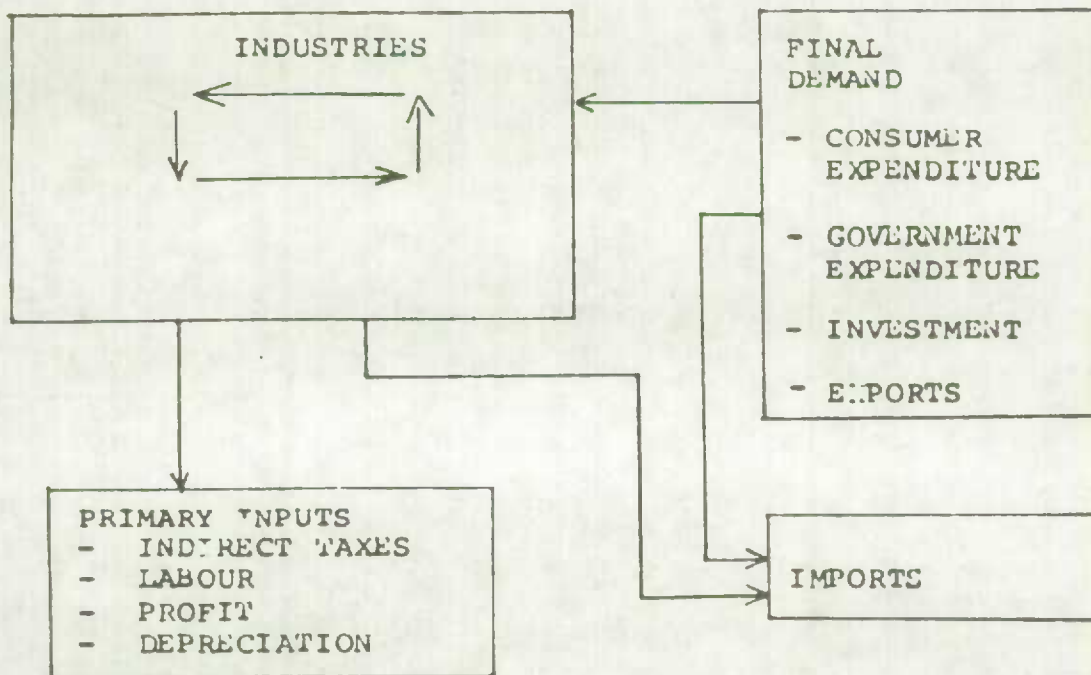 INDUSTRIES
FINAL
DEMAND
- CONSUMER
EXPENDITURE
- GOVERNMENT
EXPENDITURE
- INVESTMENT
- EXPORTS
PRIMARY INPUTS
- INDIRECT TAXES
- LABOUR
- PROFIT
- DEPRECIATION
IMPORTS